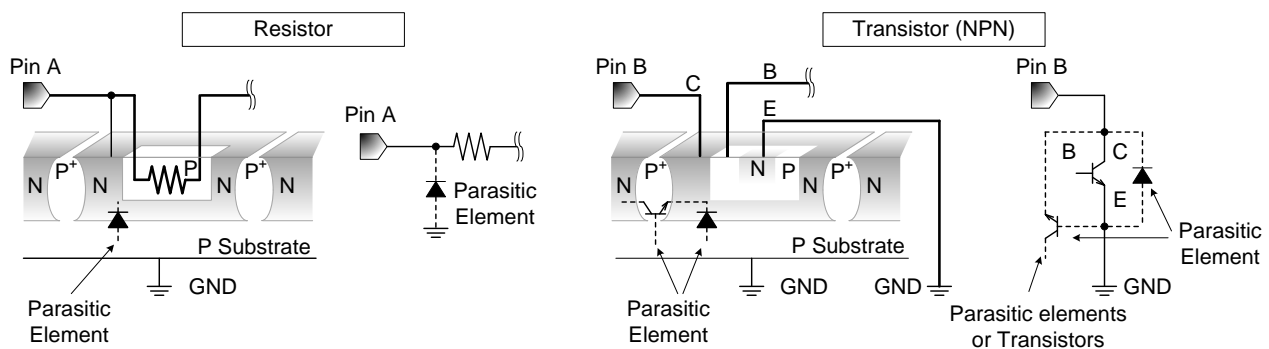 Resistor
Transistor (NPN)
Pin A
Pin A
Parasitic
Element
N
P+
N
P
N
P+
N
P Substrate
GND
Parasitic
Element
Pin B
C
B
E
N
P+
N
N
P
N
P+
N
P Substrate
GND
GND
Parasitic
Element
Pin B
B
C
E
Parasitic
Element
GND
Parasitic elements
or Transistors